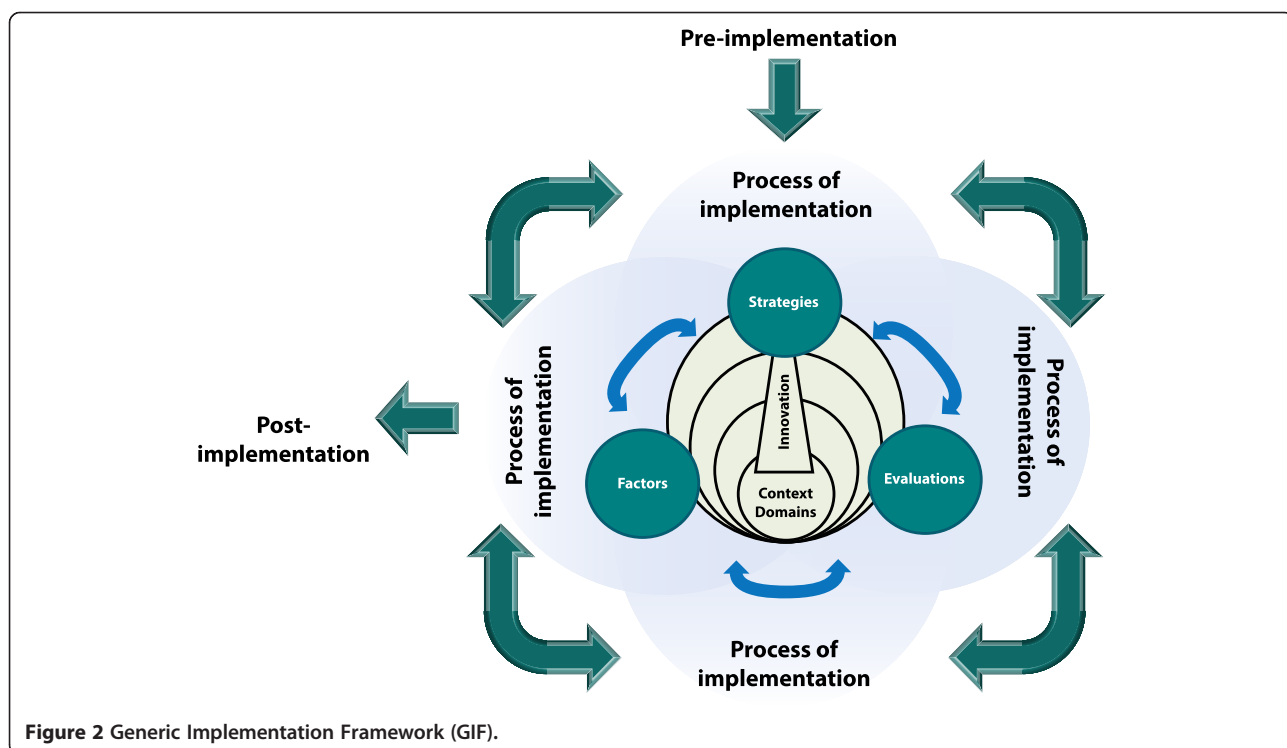 Pre-implementation
Process of
implementation
Strategies
Process of
implementation
Innovation
Process of
implementation
Post-
implementation
Factors
Evaluations
Context
Domains
Process of
implementation
Figure 2 Generic Implementation Framework (GIF).